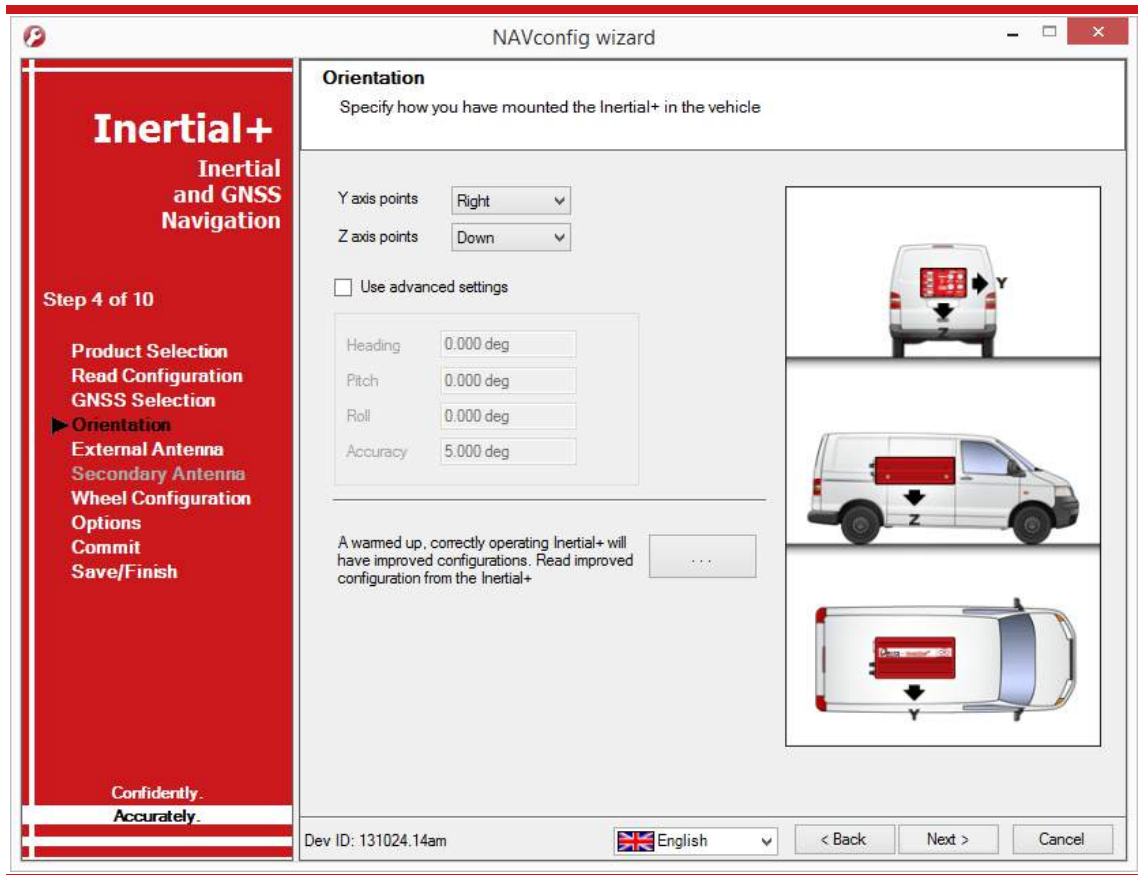 NAVconfig wizard
Inertial+
Inertial
and GNSS
Navigation
Step 4 of 10
Product Selection
Read Configuration
GNSS Selection
Orientation
External Antenna
Secondary Antenna
Wheel Configuration
Options
Commit
Save/Finish
Confidently.
Accurately.
Orientation
Specify how you have mounted the Inertial+ in the vehicle
Y axis points Right
Z axis points Down
Use advanced settings
Heading 0.000 deg
Pitch 0.000 deg
Roll 0.000 deg
Accuracy 5.000 deg
A warmed up, correctly operating Inertial+ will
have improved configurations. Read improved
configuration from the Inertial+
...
Y
Z
Z
Y
Dev ID: 131024.14am
English
< Back
Next >
Cancel